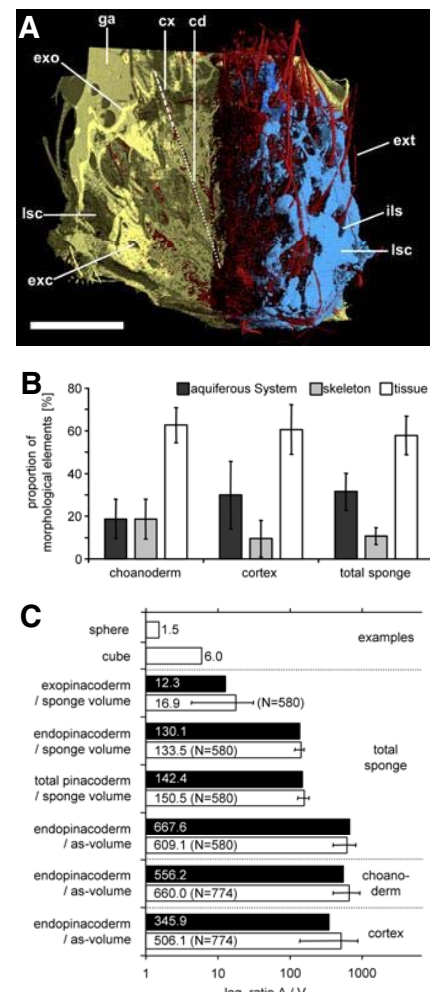 A
ga
cx
cd
exo
ext
lsc
ils
lsc
exc
B
80
60
40
20
0
proportion of
morphological elements [%]
aquiferous System
skeleton
tissue
choanoderm
cortex
total sponge
C
sphere
1.5
examples
cube
6.0
exopinacoderm
/ sponge volume
12.3
16.9
(N=580)
endopinacoderm
/ sponge volume
130.1
133.5 (N=580)
total
sponge
total pinacoderm
/ sponge volume
142.4
150.5 (N=580)
endopinacoderm
/ as-volume
667.6
609.1 (N=580)
endopinacoderm
/ as-volume
556.2
660.0 (N=774)
choano-
derm
endopinacoderm
/ as-volume
345.9
506.1 (N=774)
cortex
1
10
100
1000
log. ratio A / V